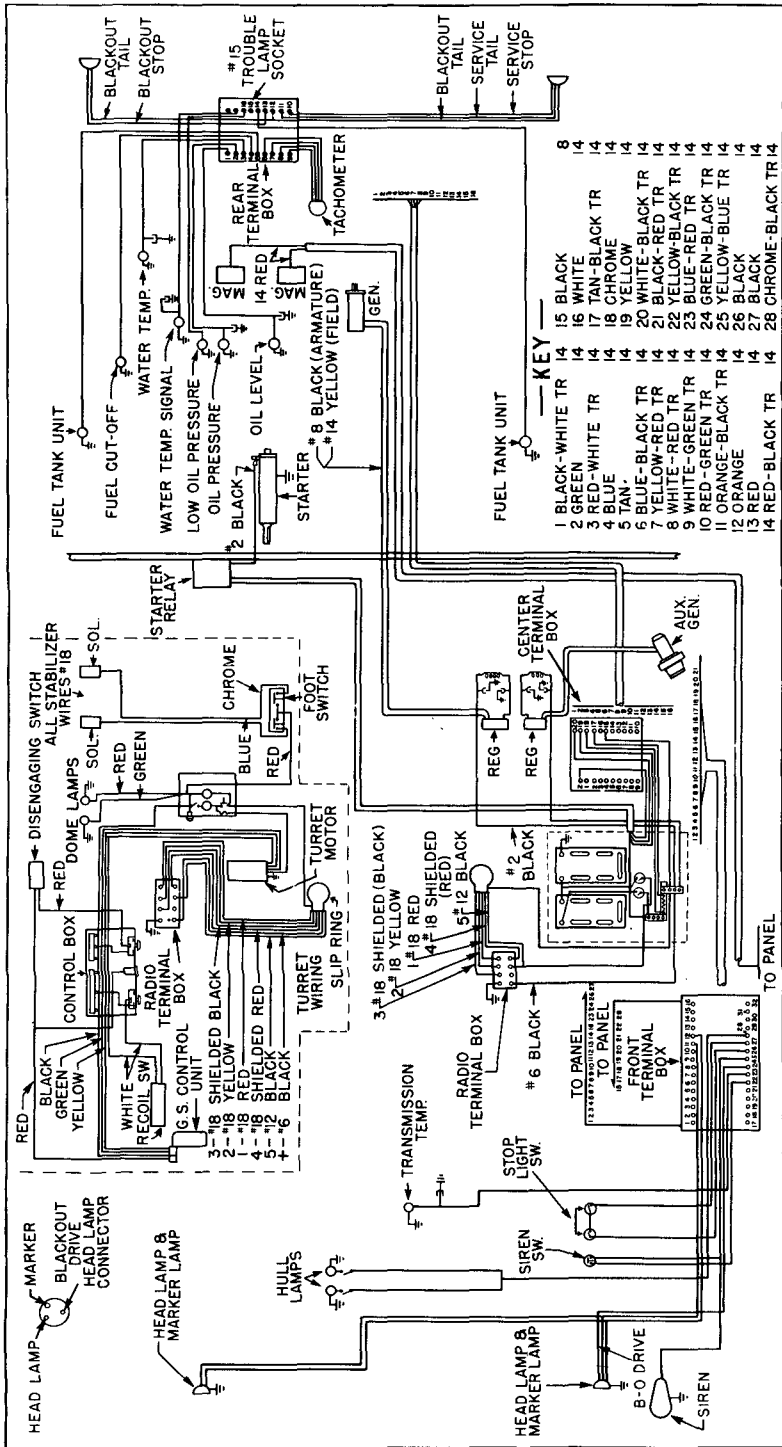 HEAD LAMP
MARKER
BLACKOUT
DRIVE
HEAD LAMP
CONNECTOR
HEAD LAMP &
MARKER LAMP
HULL
LAMPS
HEAD LAMP &
MARKER LAMP
B-O DRIVE
SIREN
SIREN
SW.
STOP
LIGHT
SW.
TRANSMISSION
TEMP.
RED
BLACK
GREEN
YELLOW
WHITE
RECOIL SW.
G.S. CONTROL
UNIT
CONTROL BOX
RED
RADIO
TERMINAL
BOX
DISENGAGING SWITCH
ALL STABILIZER
WIRES #18
DOME LAMPS
RED
GREEN
SOL.
SOL.
BLUE
RED
CHROME
FOOT
SWITCH
TURRET
MOTOR
SLIP RING
TURRET
WIRING
3--#18 SHIELDED BLACK
2--#18 YELLOW
1--#18 RED
4--#18 SHIELDED RED
5--#12 BLACK
+--#6 BLACK
3 #18 SHIELDED (BLACK)
2 #18 YELLOW
1 #18 RED
4 #18 SHIELDED
(RED)
5 #12 BLACK
RADIO
TERMINAL BOX
#6 BLACK
#2
BLACK
REG
REG
CENTER
TERMINAL
BOX
AUX.
GEN.
TO PANEL
TO PANEL
FRONT
TERMINAL
BOX
TO PANEL
STARTER
RELAY
#2 BLACK
STARTER
FUEL TANK UNIT
FUEL CUT-OFF
WATER TEMP.
WATER TEMP. SIGNAL
LOW OIL PRESSURE
OIL PRESSURE
OIL LEVEL
MAG.
14 RED
MAG.
GEN.
#8 BLACK (ARMATURE)
#14 YELLOW (FIELD)
REAR
TERMINAL
BOX
TACHOMETER
#15
TROUBLE
LAMP
SOCKET
BLACKOUT
TAIL
BLACKOUT
STOP
BLACKOUT
TAIL
SERVICE
TAIL
SERVICE
STOP
FUEL TANK UNIT
KEY
1 BLACK-WHITE TR 14
2 GREEN 14
3 RED-WHITE TR 14
4 BLUE 14
5 TAN 14
6 BLUE-BLACK TR 14
7 YELLOW-RED TR 14
8 WHITE-RED TR 14
9 WHITE-GREEN TR 14
10 RED-GREEN TR 14
11 ORANGE-BLACK TR 14
12 ORANGE 14
13 RED 14
14 RED-BLACK TR 14
15 BLACK 8
16 WHITE 14
17 TAN-BLACK TR 14
18 CHROME 14
19 YELLOW 14
20 WHITE-BLACK TR 14
21 BLACK-RED TR 14
22 YELLOW-BLACK TR 14
23 BLUE-RED TR 14
24 GREEN-BLACK TR 14
25 YELLOW-BLUE TR 14
26 BLACK 14
27 BLACK 14
28 CHROME-BLACK TR 14